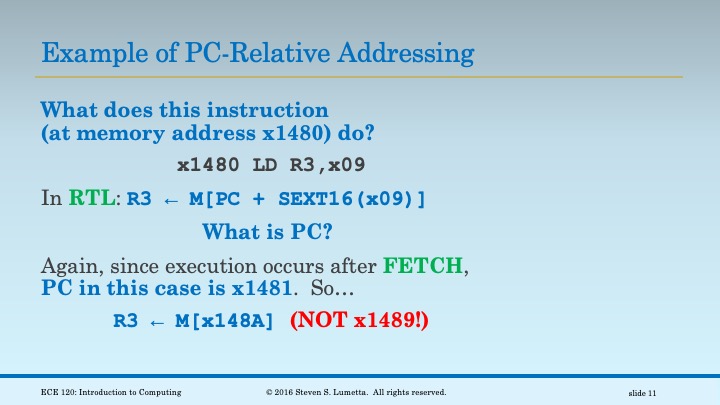 Example of PC-Relative Addressing
What does this instruction
(at memory address x1480) do?
x1480 LD R3,x09
In RTL: R3 ← M[PC + SEXT16(x09)]
What is PC?
Again, since execution occurs after FETCH,
PC in this case is x1481. So…
R3 ← M[x148A] (NOT x1489!)
ECE 120: Introduction to Computing © 2016 Steven S. Lumetta. All rights reserved. slide 11